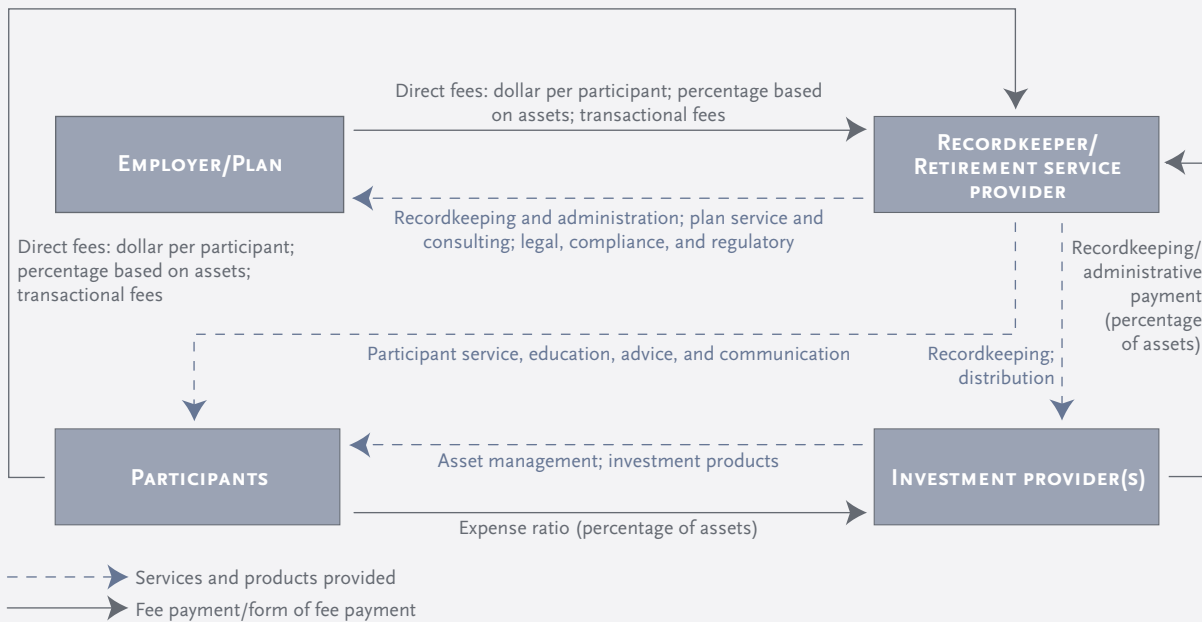 Direct fees: dollar per participant; percentage based
on assets; transactional fees
EMPLOYER/PLAN
RECORDKEEPER/
RETIREMENT SERVICE
PROVIDER
Recordkeeping and administration; plan service and
consulting; legal, compliance, and regulatory
Direct fees: dollar per participant;
percentage based on assets;
transactional fees
Recordkeeping/
administrative
payment
(percentage
of assets)
Participant service, education, advice, and communication
Recordkeeping;
distribution
PARTICIPANTS
Asset management; investment products
INVESTMENT PROVIDER(S)
Expense ratio (percentage of assets)
Services and products provided
Fee payment/form of fee payment